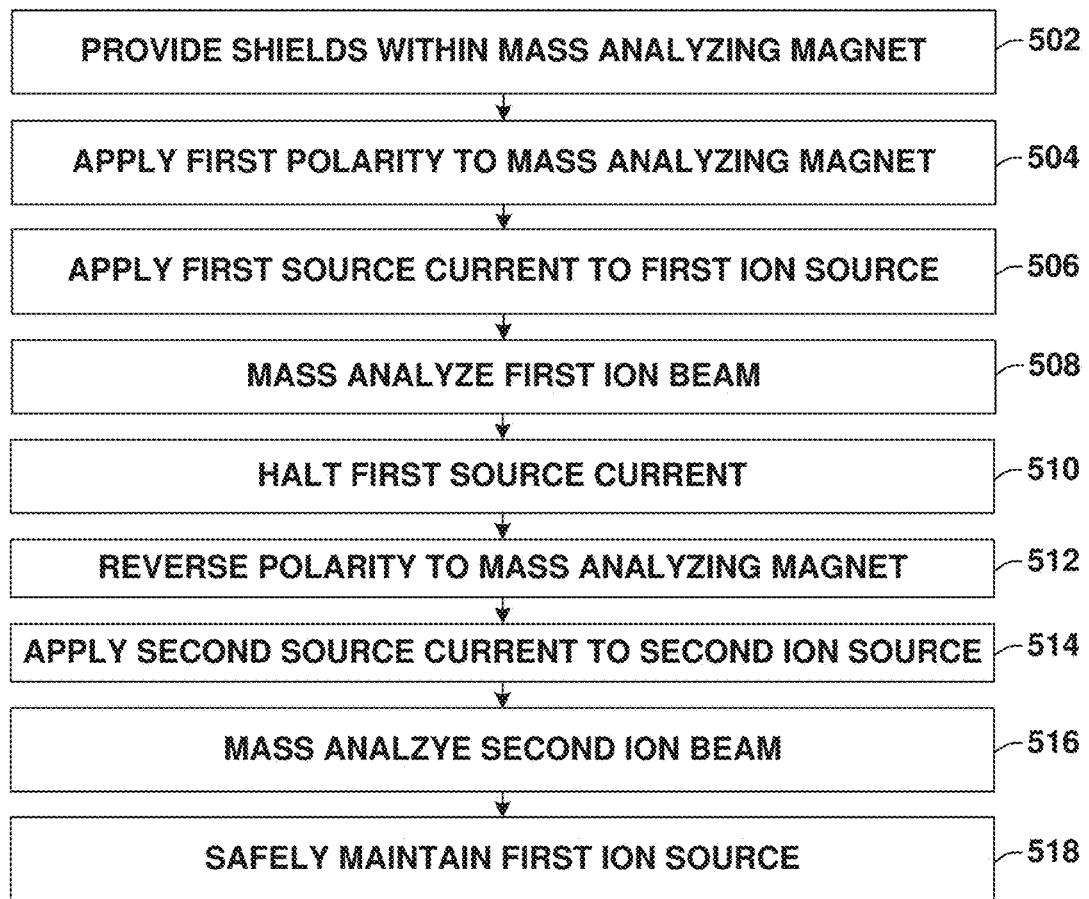 PROVIDE SHIELDS WITHIN MASS ANALYZING MAGNET 502
APPLY FIRST POLARITY TO MASS ANALYZING MAGNET 504
APPLY FIRST SOURCE CURRENT TO FIRST ION SOURCE 506
MASS ANALYZE FIRST ION BEAM 508
HALT FIRST SOURCE CURRENT 510
REVERSE POLARITY TO MASS ANALYZING MAGNET 512
APPLY SECOND SOURCE CURRENT TO SECOND ION SOURCE 514
MASS ANALZYE SECOND ION BEAM 516
SAFELY MAINTAIN FIRST ION SOURCE 518